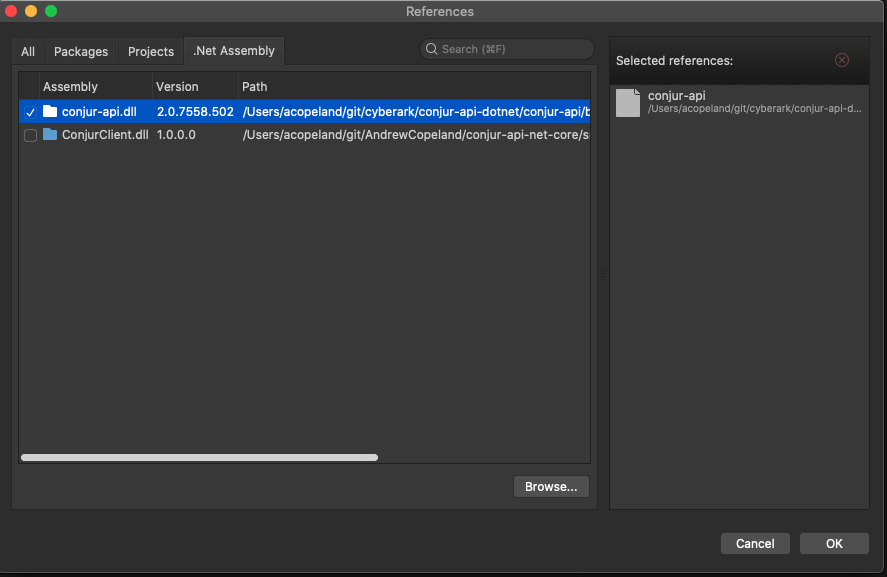 References
All Packages Projects .Net Assembly Search (⌘F)
Selected references:
Assembly Version Path
conjur-api.dll 2.0.7558.502 /Users/acopeland/git/cyberark/conjur-api-dotnet/conjur-api/b
ConjurClient.dll 1.0.0.0 /Users/acopeland/git/AndrewCopeland/conjur-api-net-core/s
conjur-api
/Users/acopeland/git/cyberark/conjur-api-d...
Browse...
Cancel OK